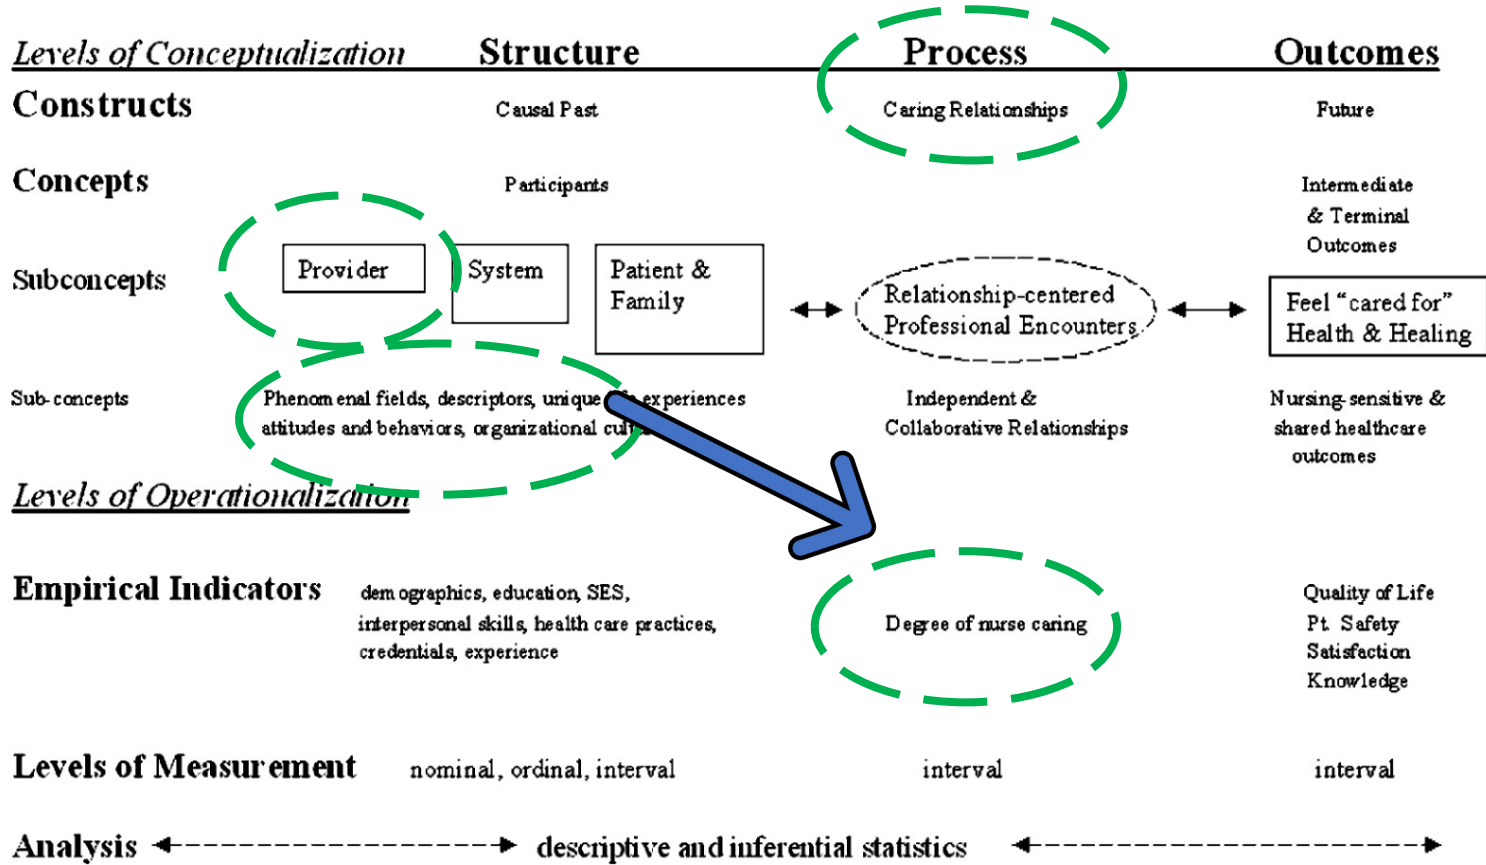 Levels of Conceptualization Structure Process Outcomes
Constructs Causal Past Caring Relationships Future
Concepts Participants Intermediate
& Terminal
Outcomes
Subconcepts Provider System Patient &
Family
Relationship-centered
Professional Encounters
Feel “cared for”
Health & Healing
Sub-concepts Phenomenal fields, descriptors, unique experiences
attitudes and behaviors, organizational
Independent &
Collaborative Relationships
Nursing-sensitive &
shared healthcare
outcomes
Levels of Operationalization
Empirical Indicators demographics, education, SES,
interpersonal skills, health care practices,
credentials, experience
Degree of nurse caring
Quality of Life
Pt. Safety
Satisfaction
Knowledge
Levels of Measurement nominal, ordinal, interval interval interval
Analysis descriptive and inferential statistics